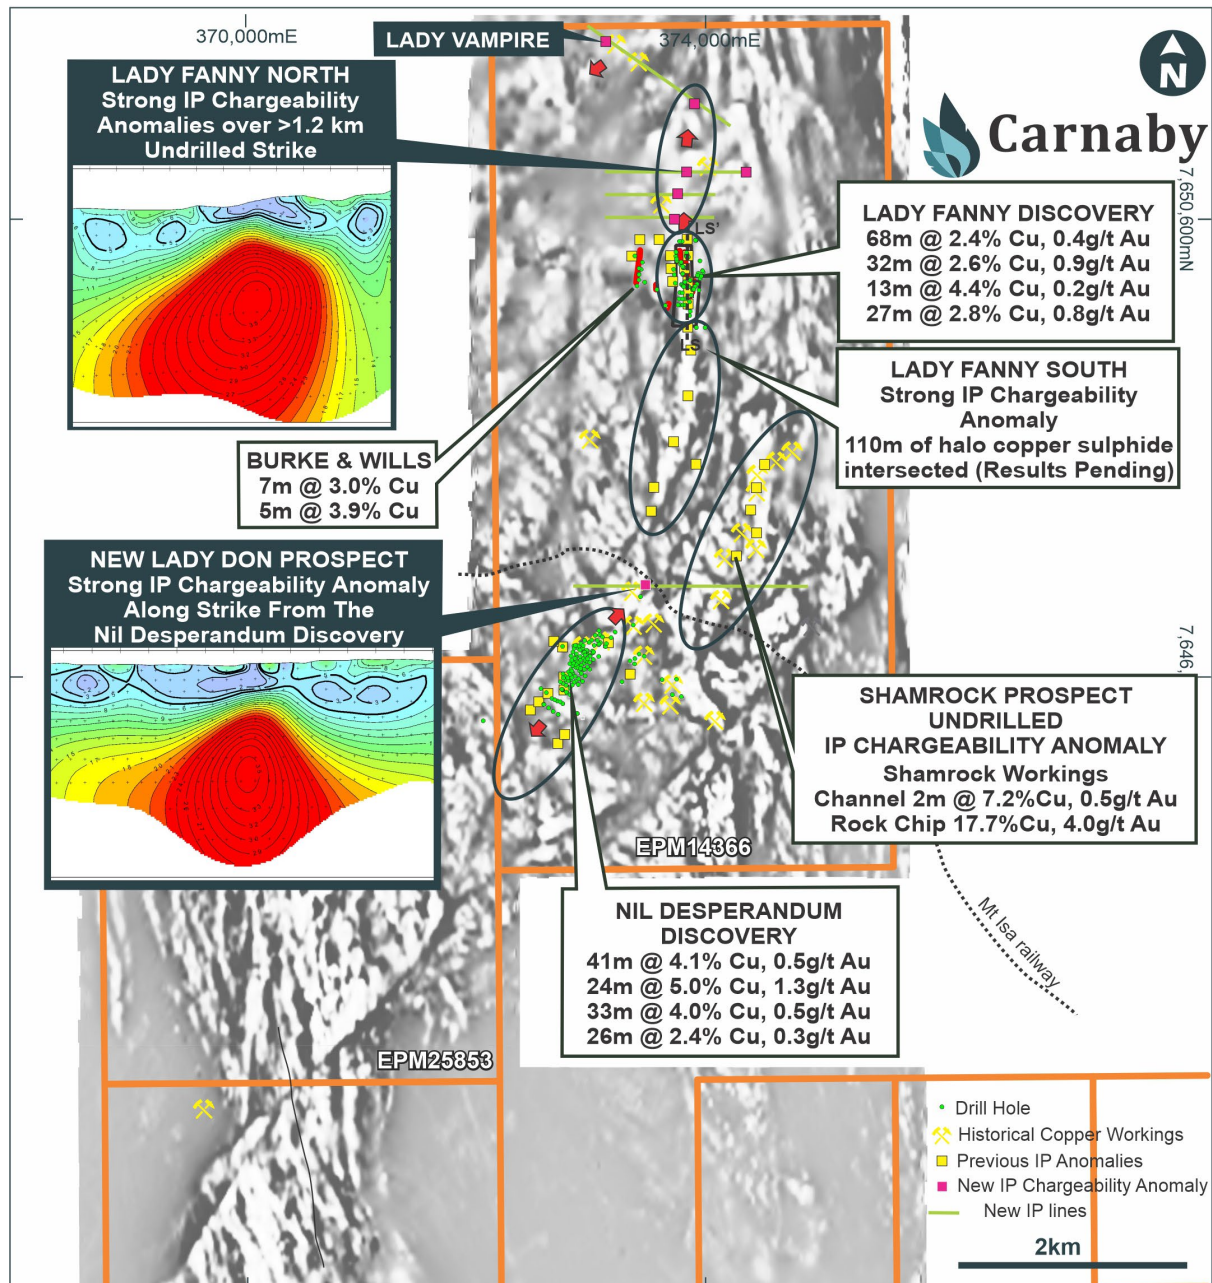 370,000mE
374,000mE
LADY VAMPIRE
N
Carnaby
LADY FANNY NORTH
Strong IP Chargeability
Anomalies over >1.2 km
Undrilled Strike
7,650,600mN
LADY FANNY DISCOVERY
68m @ 2.4% Cu, 0.4g/t Au
32m @ 2.6% Cu, 0.9g/t Au
13m @ 4.4% Cu, 0.2g/t Au
27m @ 2.8% Cu, 0.8g/t Au
LS'
LS
LADY FANNY SOUTH
Strong IP Chargeability
Anomaly
110m of halo copper sulphide
intersected (Results Pending)
BURKE & WILLS
7m @ 3.0% Cu
5m @ 3.9% Cu
NEW LADY DON PROSPECT
Strong IP Chargeability Anomaly
Along Strike From The
Nil Desperandum Discovery
7,646,
SHAMROCK PROSPECT
UNDRILLED
IP CHARGEABILITY ANOMALY
Shamrock Workings
Channel 2m @ 7.2%Cu, 0.5g/t Au
Rock Chip 17.7%Cu, 4.0g/t Au
EPM14366
NIL DESPERANDUM
DISCOVERY
41m @ 4.1% Cu, 0.5g/t Au
24m @ 5.0% Cu, 1.3g/t Au
33m @ 4.0% Cu, 0.5g/t Au
26m @ 2.4% Cu, 0.3g/t Au
Mt Isa railway
EPM25853
Drill Hole
Historical Copper Workings
Previous IP Anomalies
New IP Chargeability Anomaly
New IP lines
2km